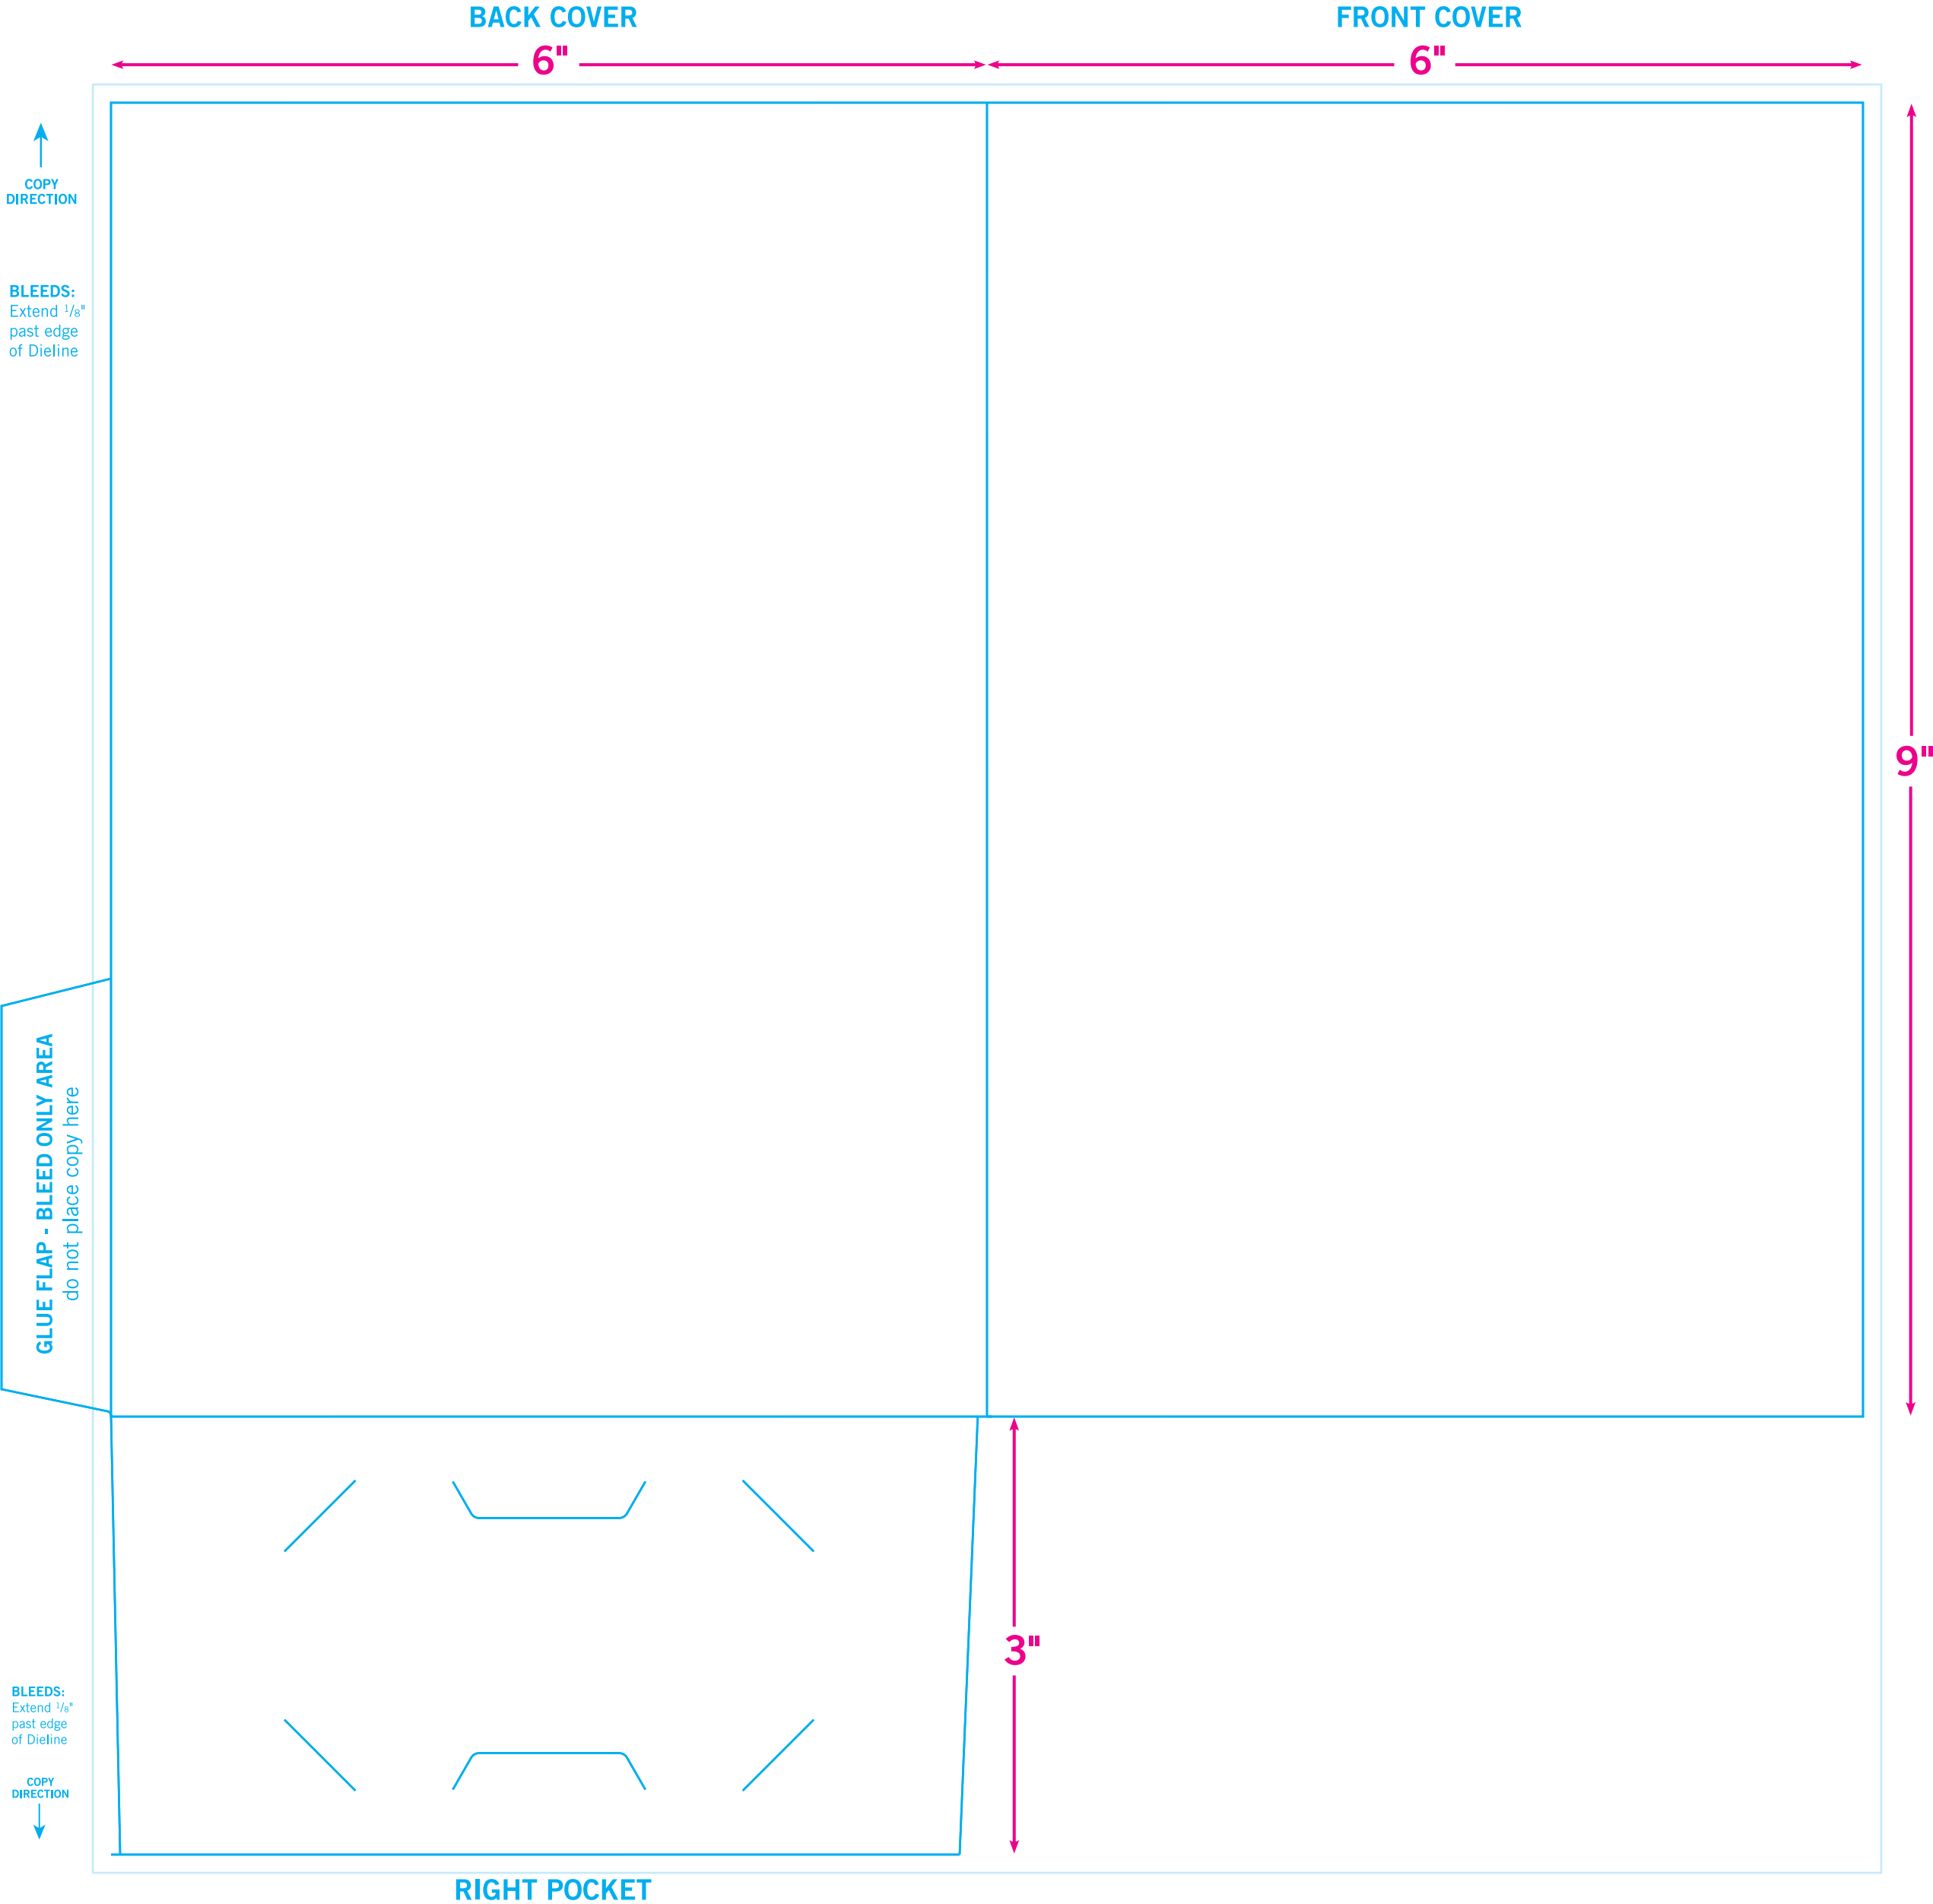 BACK COVER
FRONT COVER
6"
6"
COPY
DIRECTION
BLEEDS:
Extend 1/8"
past edge
of Dieline
9"
GLUE FLAP - BLEED ONLY AREA
do not place copy here
3"
BLEEDS:
Extend 1/8"
past edge
of Dieline
COPY
DIRECTION
RIGHT POCKET